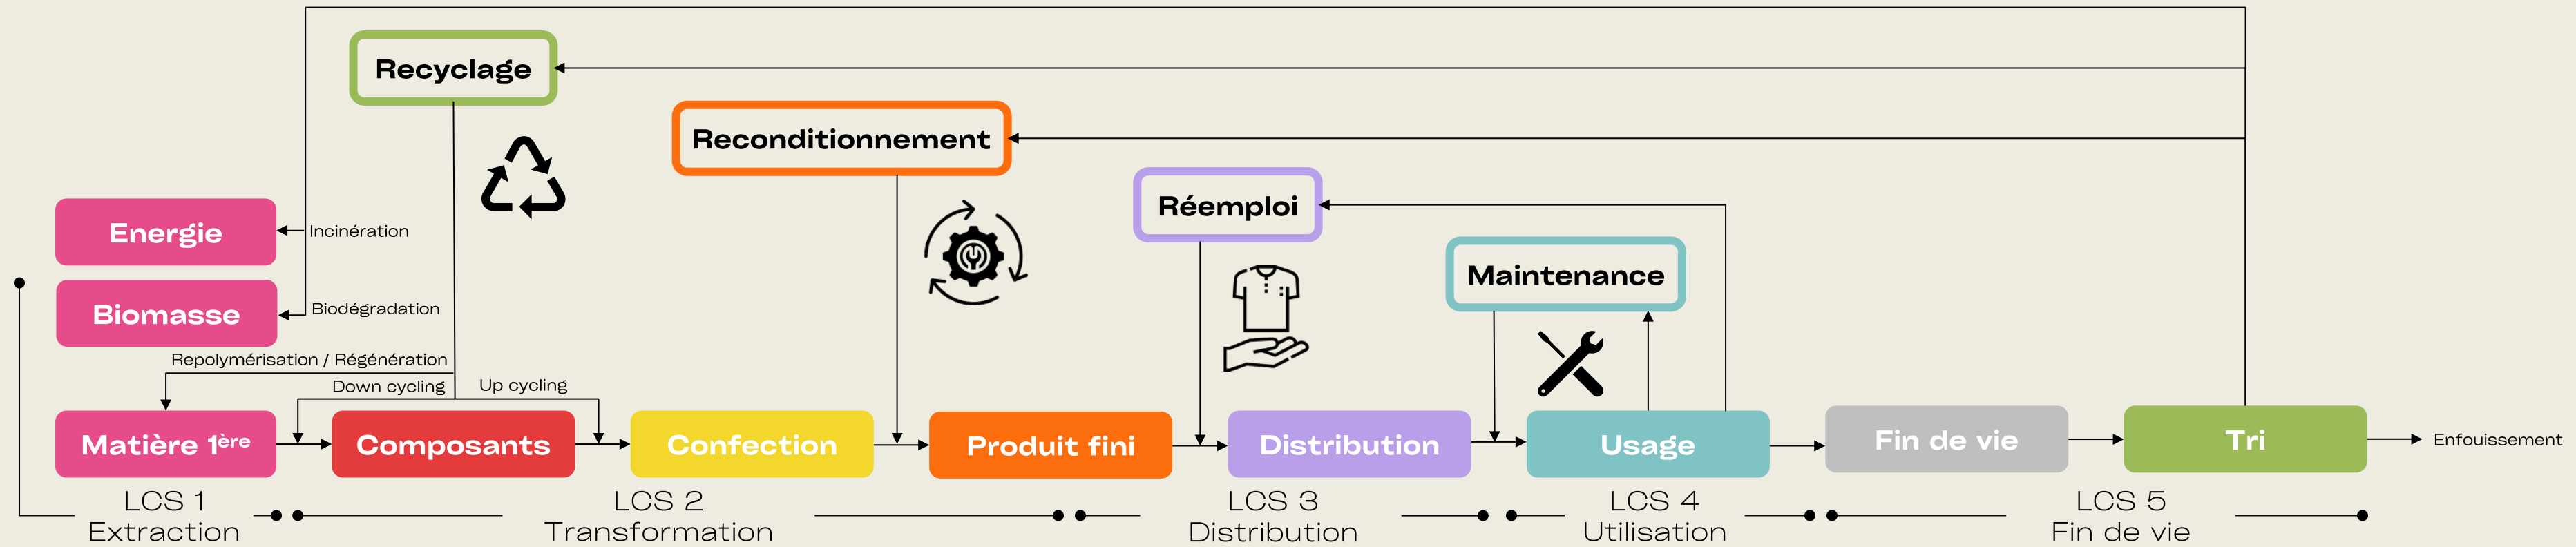 Recyclage
Reconditionnement
Réemploi
Maintenance
Energie
Incinération
Biomasse
Biodégradation
Repolymérisation / Régénération
Down cycling
Up cycling
Matière 1ère
Composants
Confection
Produit fini
Distribution
Usage
Fin de vie
Tri
Enfouissement
LCS 1
Extraction
LCS 2
Transformation
LCS 3
Distribution
LCS 4
Utilisation
LCS 5
Fin de vie